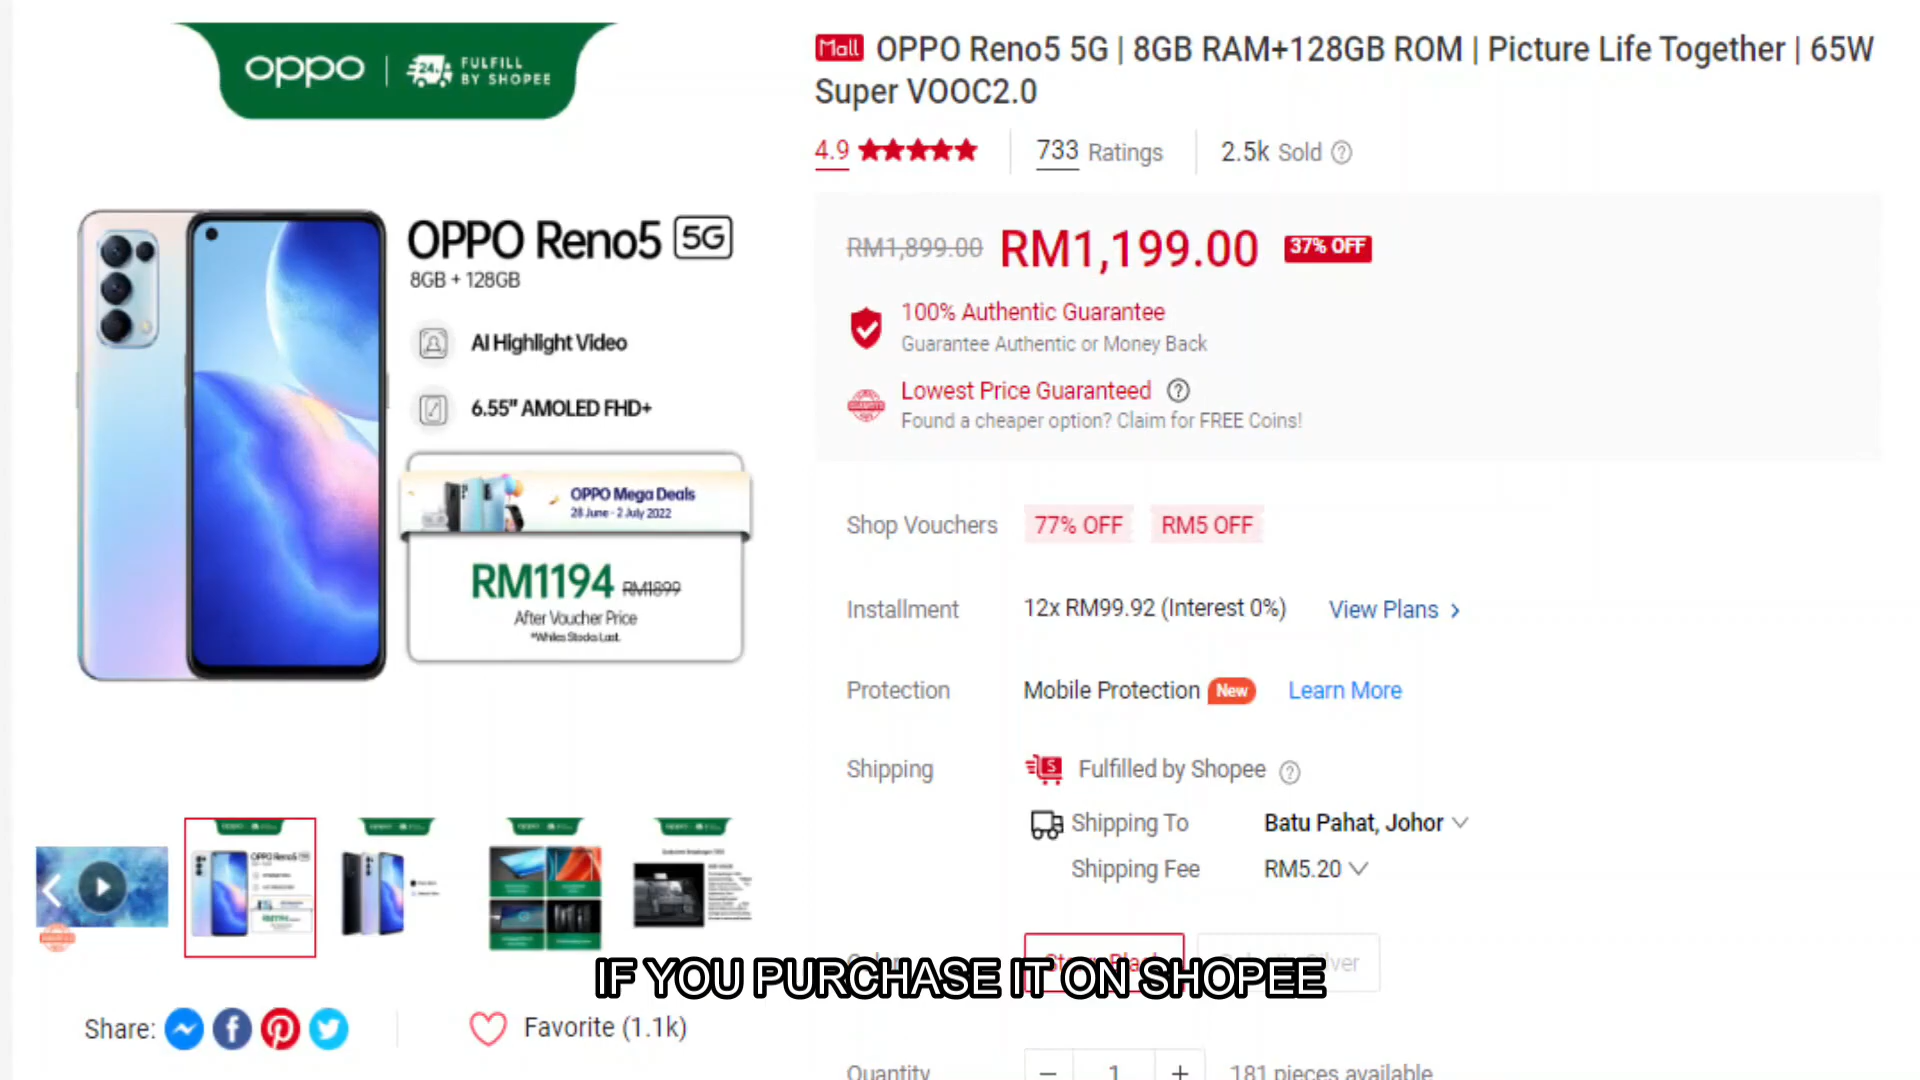 oppo
24
FULFILL
BY SHOPEE
OPPO Reno5 5G
8GB + 128GB
AI Highlight Video
6.55" AMOLED FHD+
OPPO Mega Deals
28 June - 2 July 2022
RM1194 RM1899
After Voucher Price
*Whiles Stocks Last.
Share:
Favorite (1.1k)
Mall OPPO Reno5 5G | 8GB RAM+128GB ROM | Picture Life Together | 65W
Super VOOC2.0
4.9
733 Ratings
2.5k Sold ?
RM1,899.00 RM1,199.00 37% OFF
100% Authentic Guarantee
Guarantee Authentic or Money Back
Lowest Price Guaranteed ?
Found a cheaper option? Claim for FREE Coins!
Shop Vouchers 77% OFF RM5 OFF
Installment 12x RM99.92 (Interest 0%) View Plans >
Protection Mobile Protection New Learn More
Shipping Fulfilled by Shopee ?
Shipping To Batu Pahat, Johor
Shipping Fee RM5.20
IF YOU PURCHASE IT ON SHOPEE
Quantity − 1 + 181 pieces available